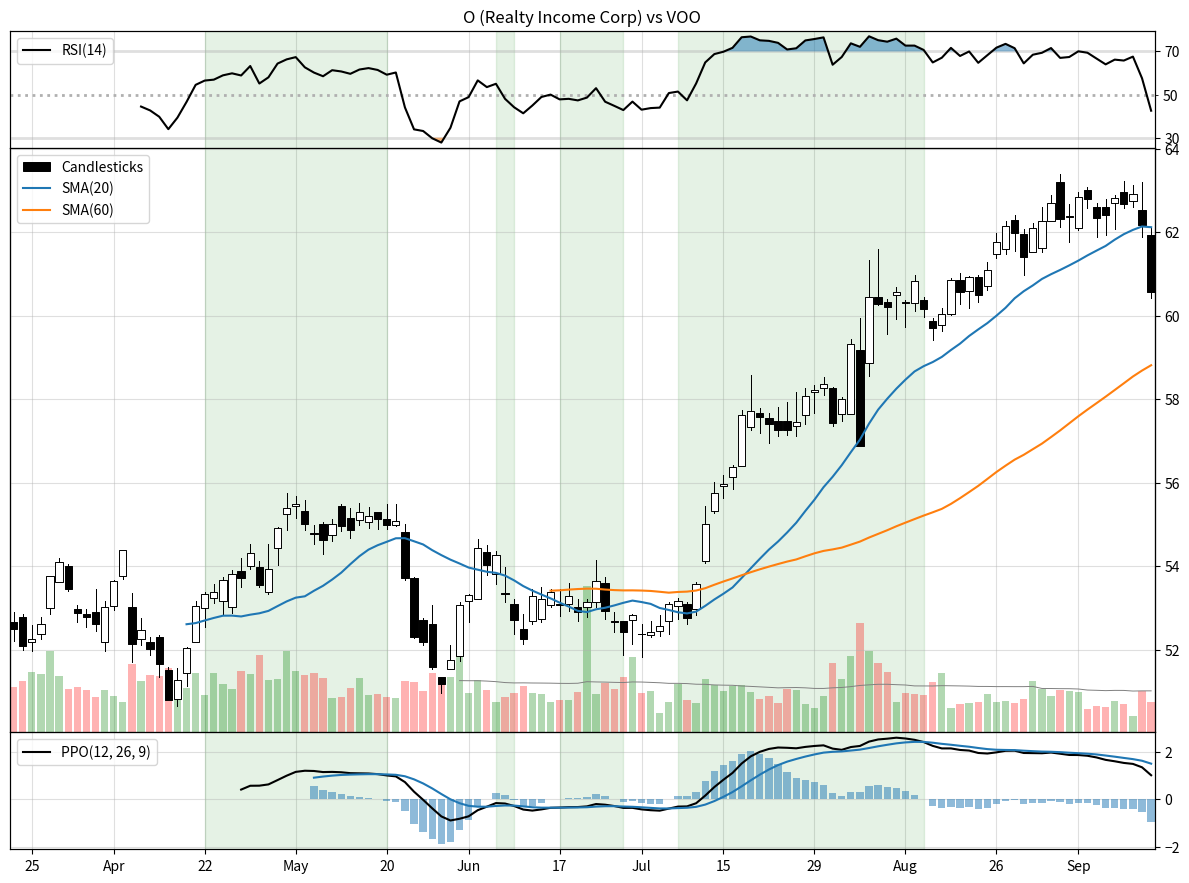 O (Realty Income Corp) vs VOO
RSI(14)
70
50
30
Candlesticks
SMA(20)
SMA(60)
64
62
60
58
56
54
52
PPO(12, 26, 9)
2
0
−2
25 Apr 22 May 20 Jun 17 Jul 15 29 Aug 26 Sep